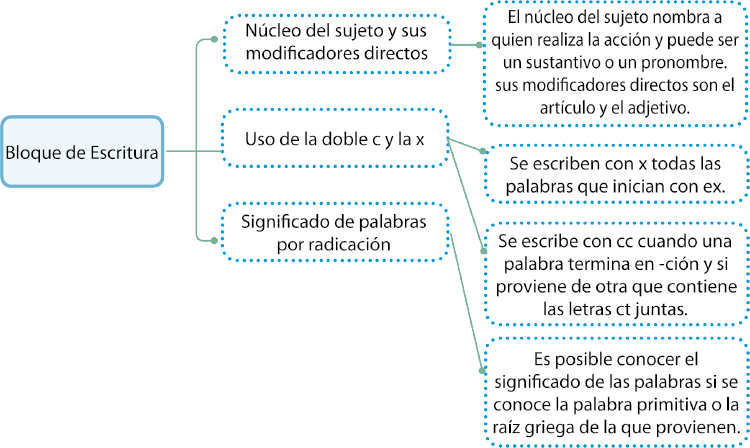 Bloque de Escritura
Núcleo del sujeto y sus
modificadores directos
El núcleo del sujeto nombra a
quien realiza la acción y puede ser
un sustantivo o un pronombre.
sus modificadores directos son el
artículo y el adjetivo.
Uso de la doble c y la x
Se escriben con x todas las
palabras que inician con ex.
Se escribe con cc cuando una
palabra termina en -ción y si
proviene de otra que contiene
las letras ct juntas.
Significado de palabras
por radicación
Es posible conocer el
significado de las palabras si se
conoce la palabra primitiva o la
raíz griega de la que provienen.